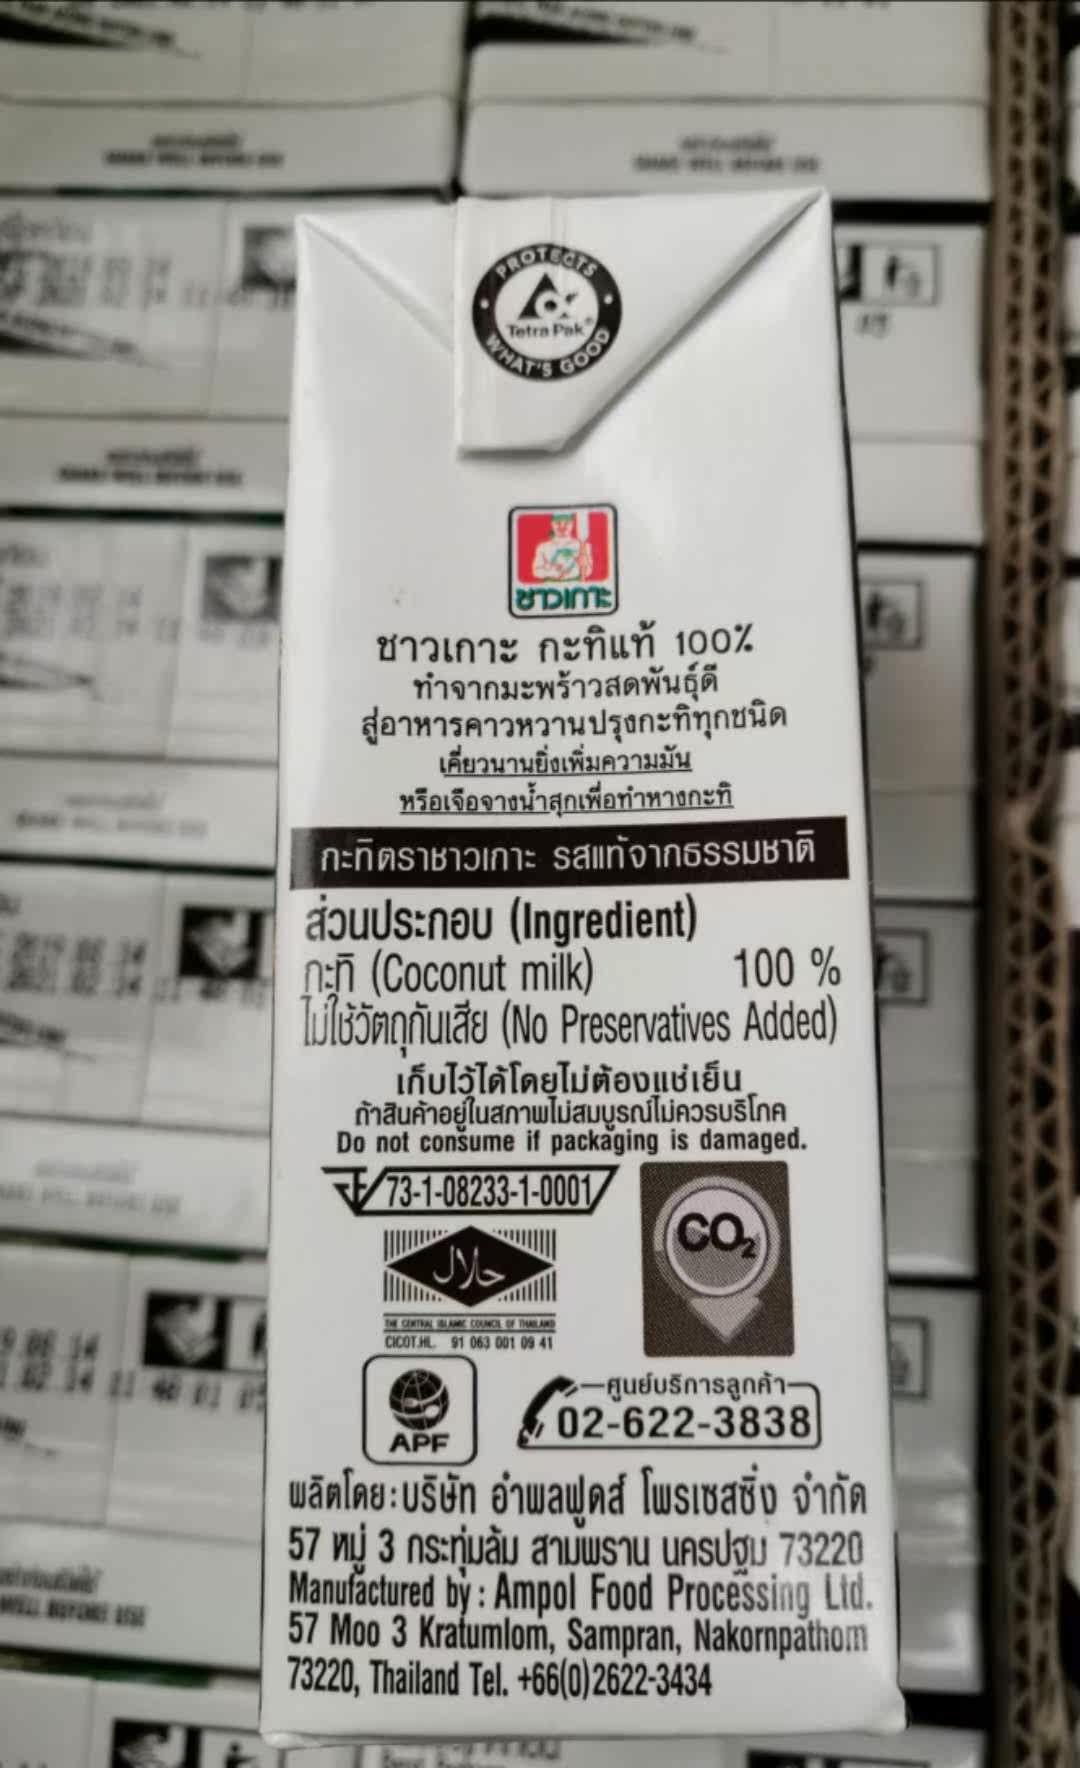 PROTECTS
Tetra Pak®
WHAT'S GOOD
ชาวเกาะ
ชาวเกาะ กะทิแท้ 100%
ทำจากมะพร้าวสดพันธุ์ดี
สู่อาหารคาวหวานปรุงกะทิทุกชนิด
เคี่ยวนานยิ่งเพิ่มความมัน
หรือเจือจางน้ำสุกเพื่อทำหางกะทิ
กะทิตราชาวเกาะ รสแท้จากธรรมชาติ
ส่วนประกอบ (Ingredient)
กะทิ (Coconut milk) 100 %
ไม่ใช้วัตถุกันเสีย (No Preservatives Added)
เก็บไว้ได้โดยไม่ต้องแช่เย็น
ถ้าสินค้าอยู่ในสภาพไม่สมบูรณ์ไม่ควรบริโภค
Do not consume if packaging is damaged.
73-1-08233-1-0001
CO2
حلال
THE CENTRAL ISLAMIC COUNCIL OF THAILAND
CICOT.HL. 91 063 001 09 41
APF
ศูนย์บริการลูกค้า
02-622-3838
ผลิตโดย : บริษัท อำพลฟูดส์ โพรเซสซิ่ง จำกัด
57 หมู่ 3 กระทุ่มล้ม สามพราน นครปฐม 73220
Manufactured by : Ampol Food Processing Ltd.
57 Moo 3 Kratumlom, Sampran, Nakornpathom
73220, Thailand Tel. +66(0)2622-3434